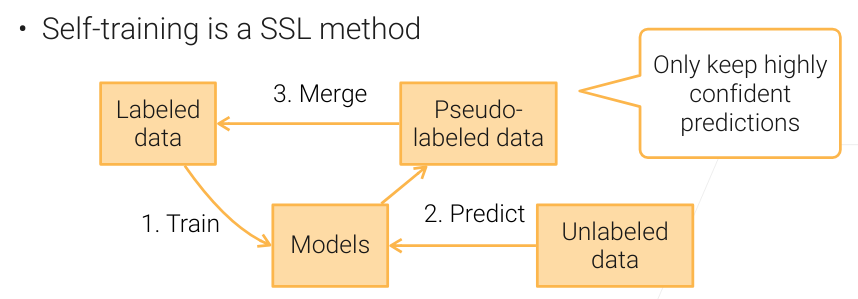 • Self-training is a SSL method
3. Merge
Labeled
data
Pseudo-
labeled data
Only keep highly
confident
predictions
1. Train
Models
2. Predict
Unlabeled
data